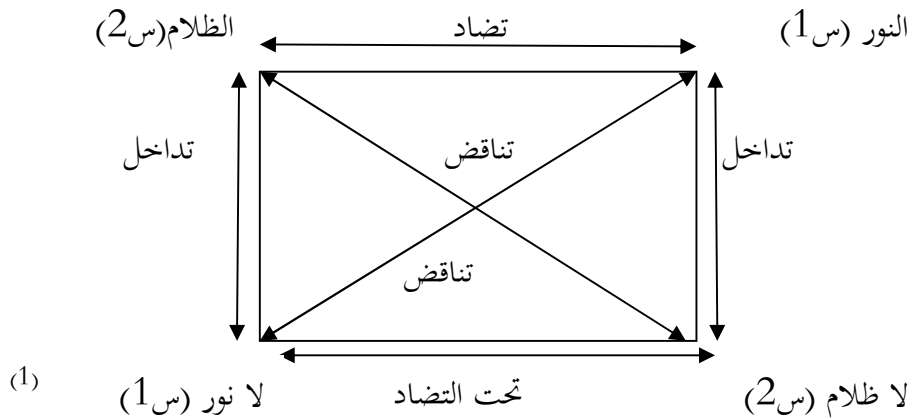 النور (س1) تضاد الظلام(س2)
تداخل تناقض تداخل
تناقض
لا ظلام (س2) تحت التضاد لا نور (س1) (1)